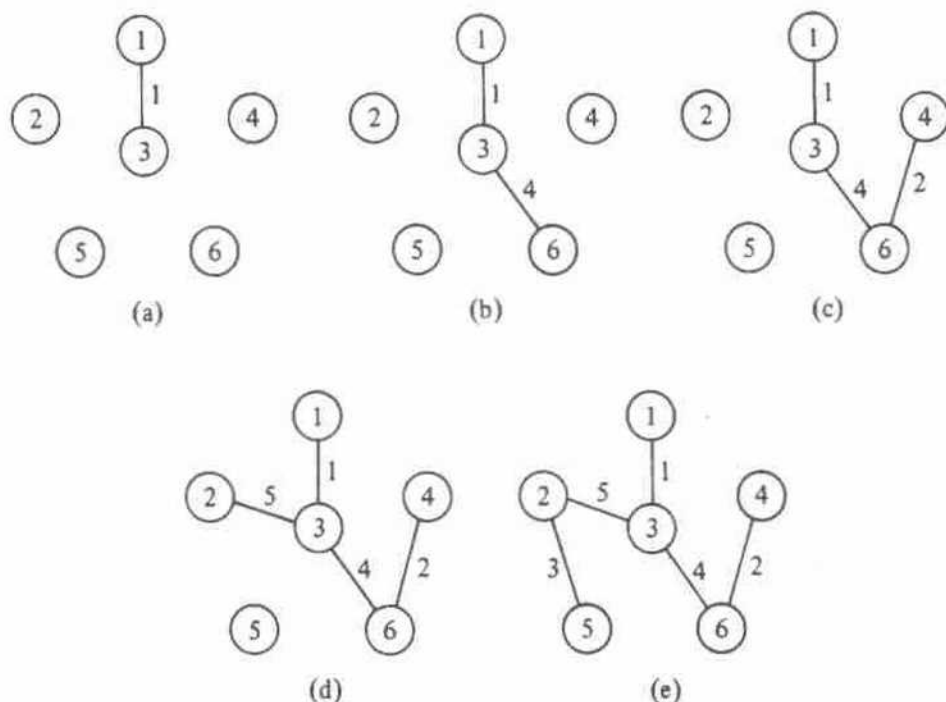 1 1 1
1 1 1
2 4 2 4 2 4
3 3 3
4 4 2
5 6 5 6 5 6
(a) (b) (c)
1 1
1 1
2 5 4 2 5 4
3 3
4 2 3 4 2
5 6 5 6
(d) (e)